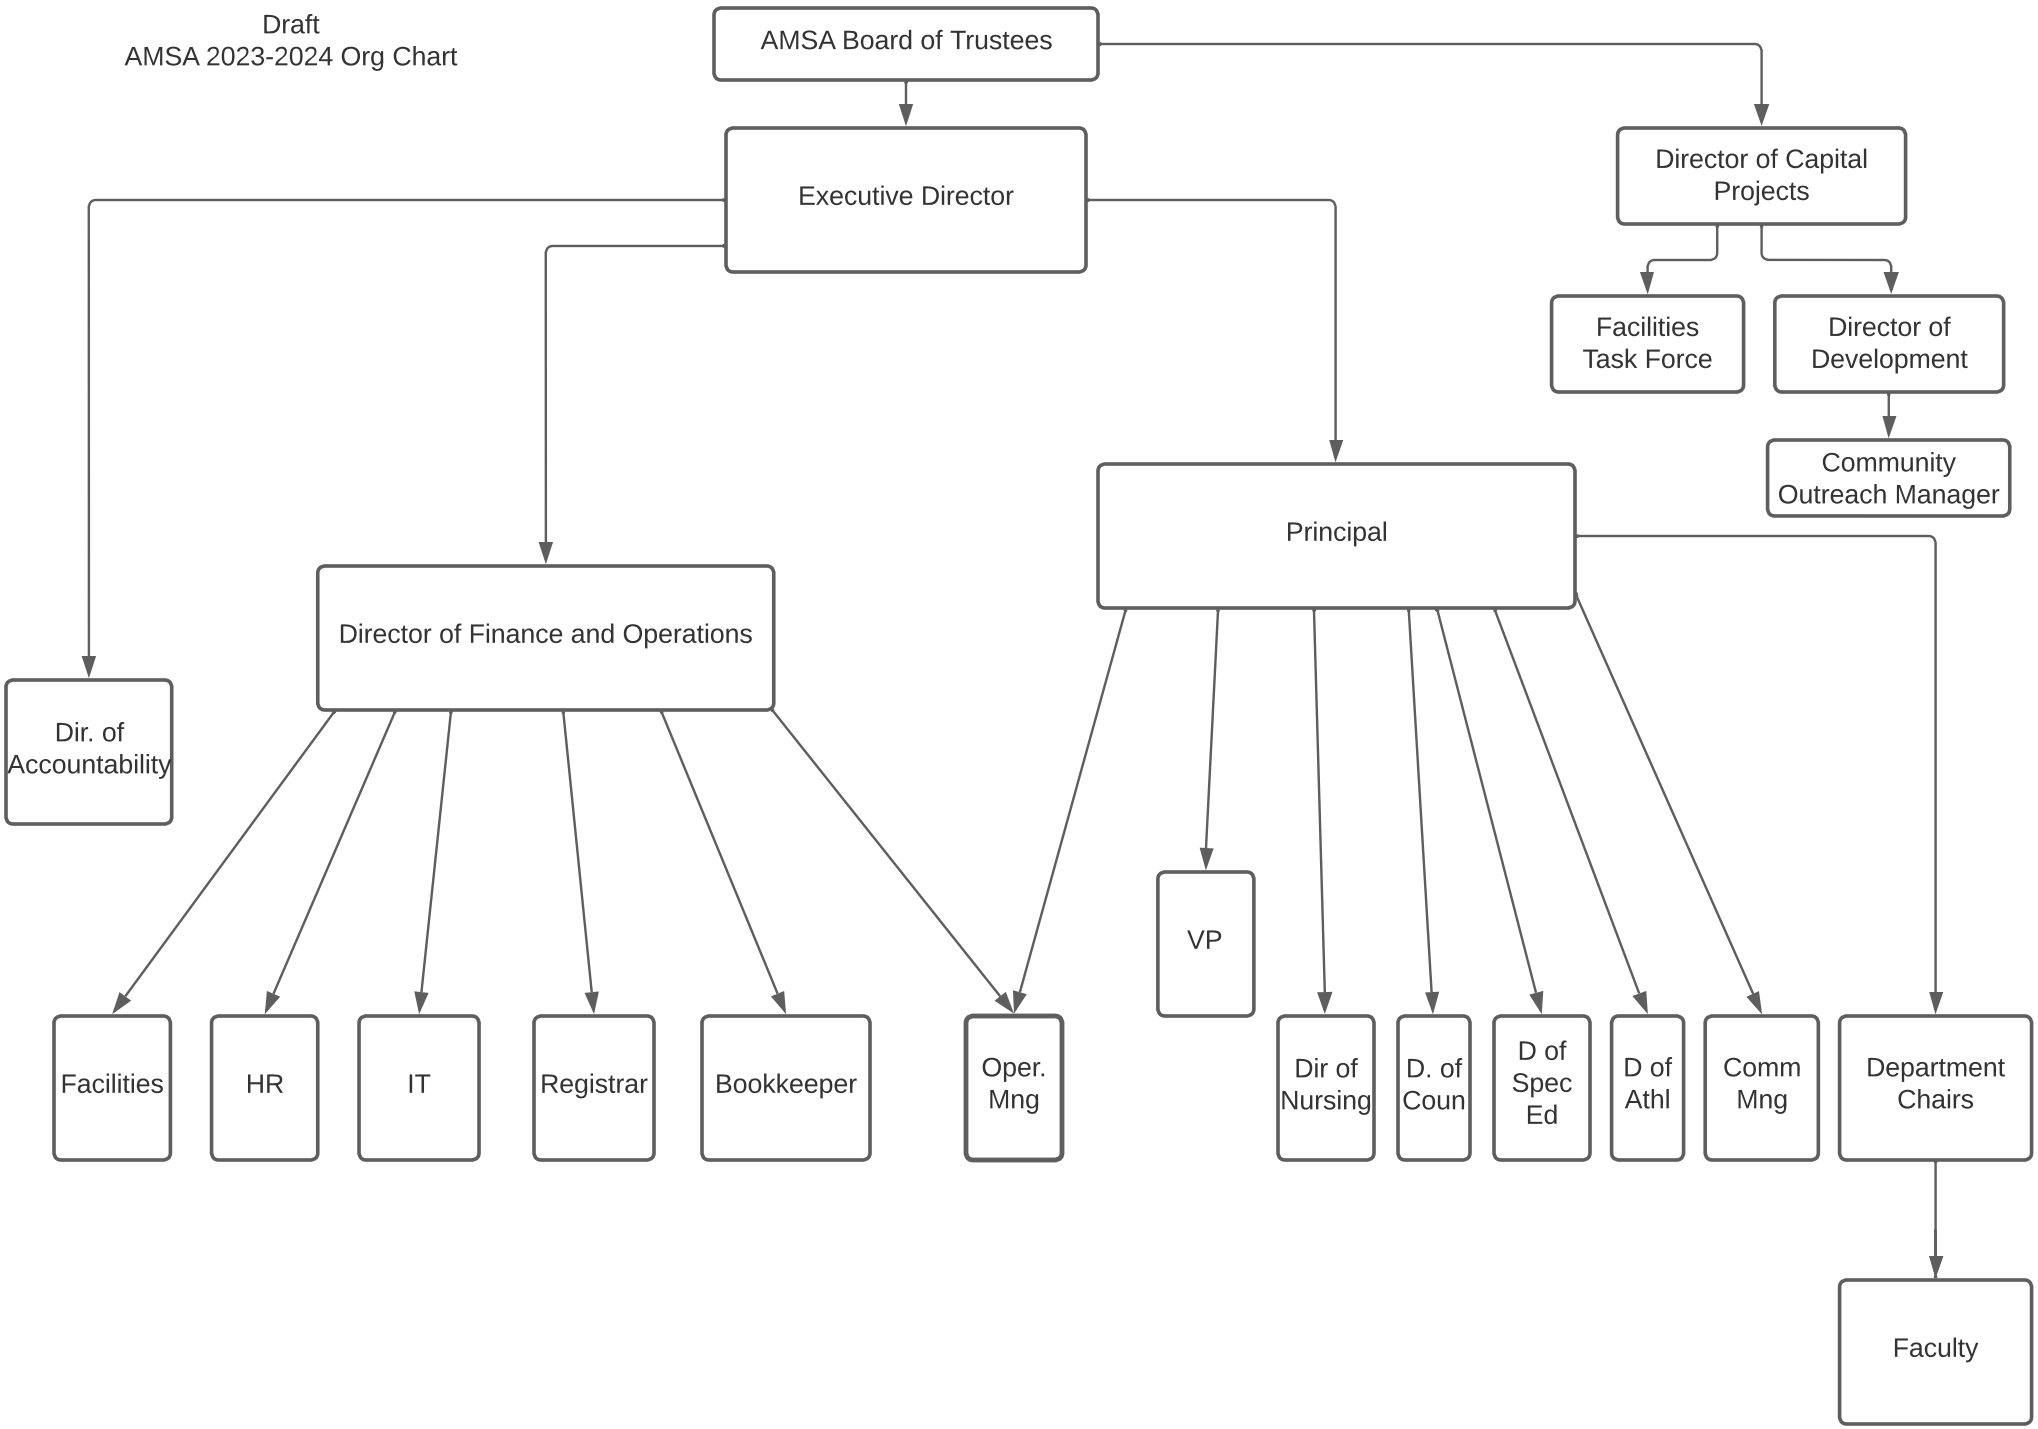 Draft
AMSA 2023-2024 Org Chart
AMSA Board of Trustees
Executive Director
Director of Capital
Projects
Facilities
Task Force
Director of
Development
Community
Outreach Manager
Principal
Director of Finance and Operations
Dir. of
Accountability
VP
Facilities
HR
IT
Registrar
Bookkeeper
Oper.
Mng
Dir of
Nursing
D. of
Coun
D of
Spec
Ed
D of
Athl
Comm
Mng
Department
Chairs
Faculty